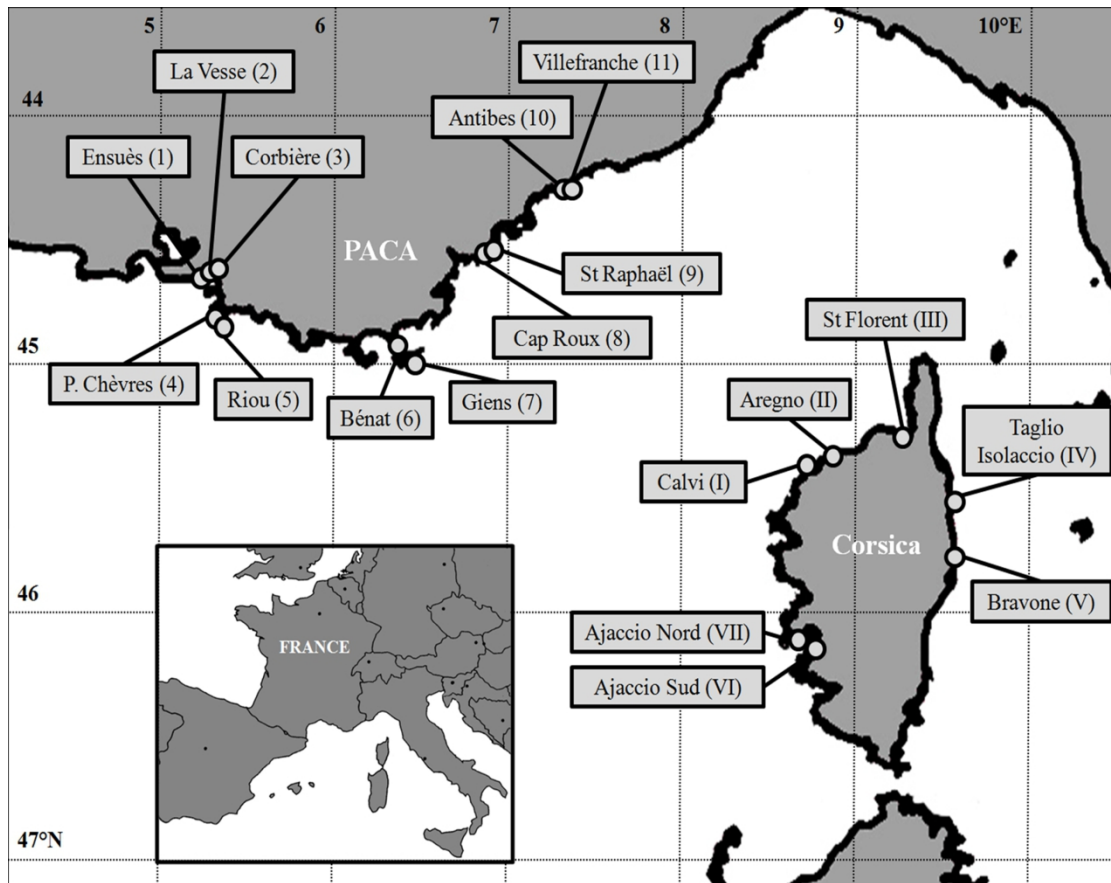 5
6
7
8
9
10°E
La Vesse (2)
Villefranche (11)
44
Antibes (10)
Ensuès (1)
Corbière (3)
PACA
St Raphaël (9)
St Florent (III)
Cap Roux (8)
45
P. Chèvres (4)
Riou (5)
Bénat (6)
Giens (7)
Aregno (II)
Taglio
Isolaccio (IV)
Calvi (I)
Corsica
Bravone (V)
46
Ajaccio Nord (VII)
Ajaccio Sud (VI)
FRANCE
47°N